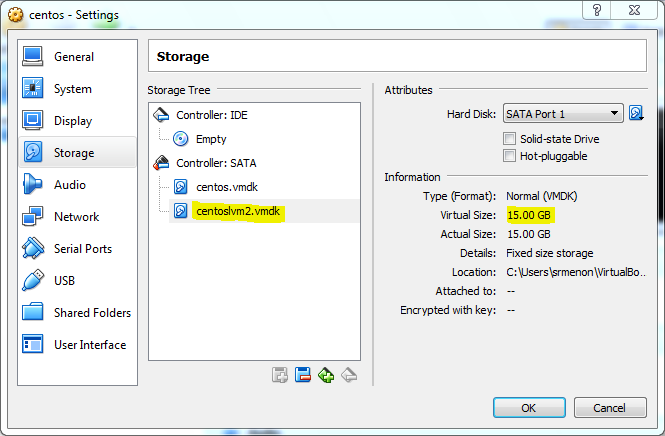 centos - Settings
?
General
System
Display
Storage
Audio
Network
Serial Ports
USB
Shared Folders
User Interface
Storage
Storage Tree
Controller: IDE
Empty
Controller: SATA
centos.vmdk
centoslvm2.vmdk
Attributes
Hard Disk: SATA Port 1
Solid-state Drive
Hot-pluggable
Information
Type (Format): Normal (VMDK)
Virtual Size: 15.00 GB
Actual Size: 15.00 GB
Details: Fixed size storage
Location: C:\Users\srmenon\VirtualBo...
Attached to: --
Encrypted with key: --
OK Cancel